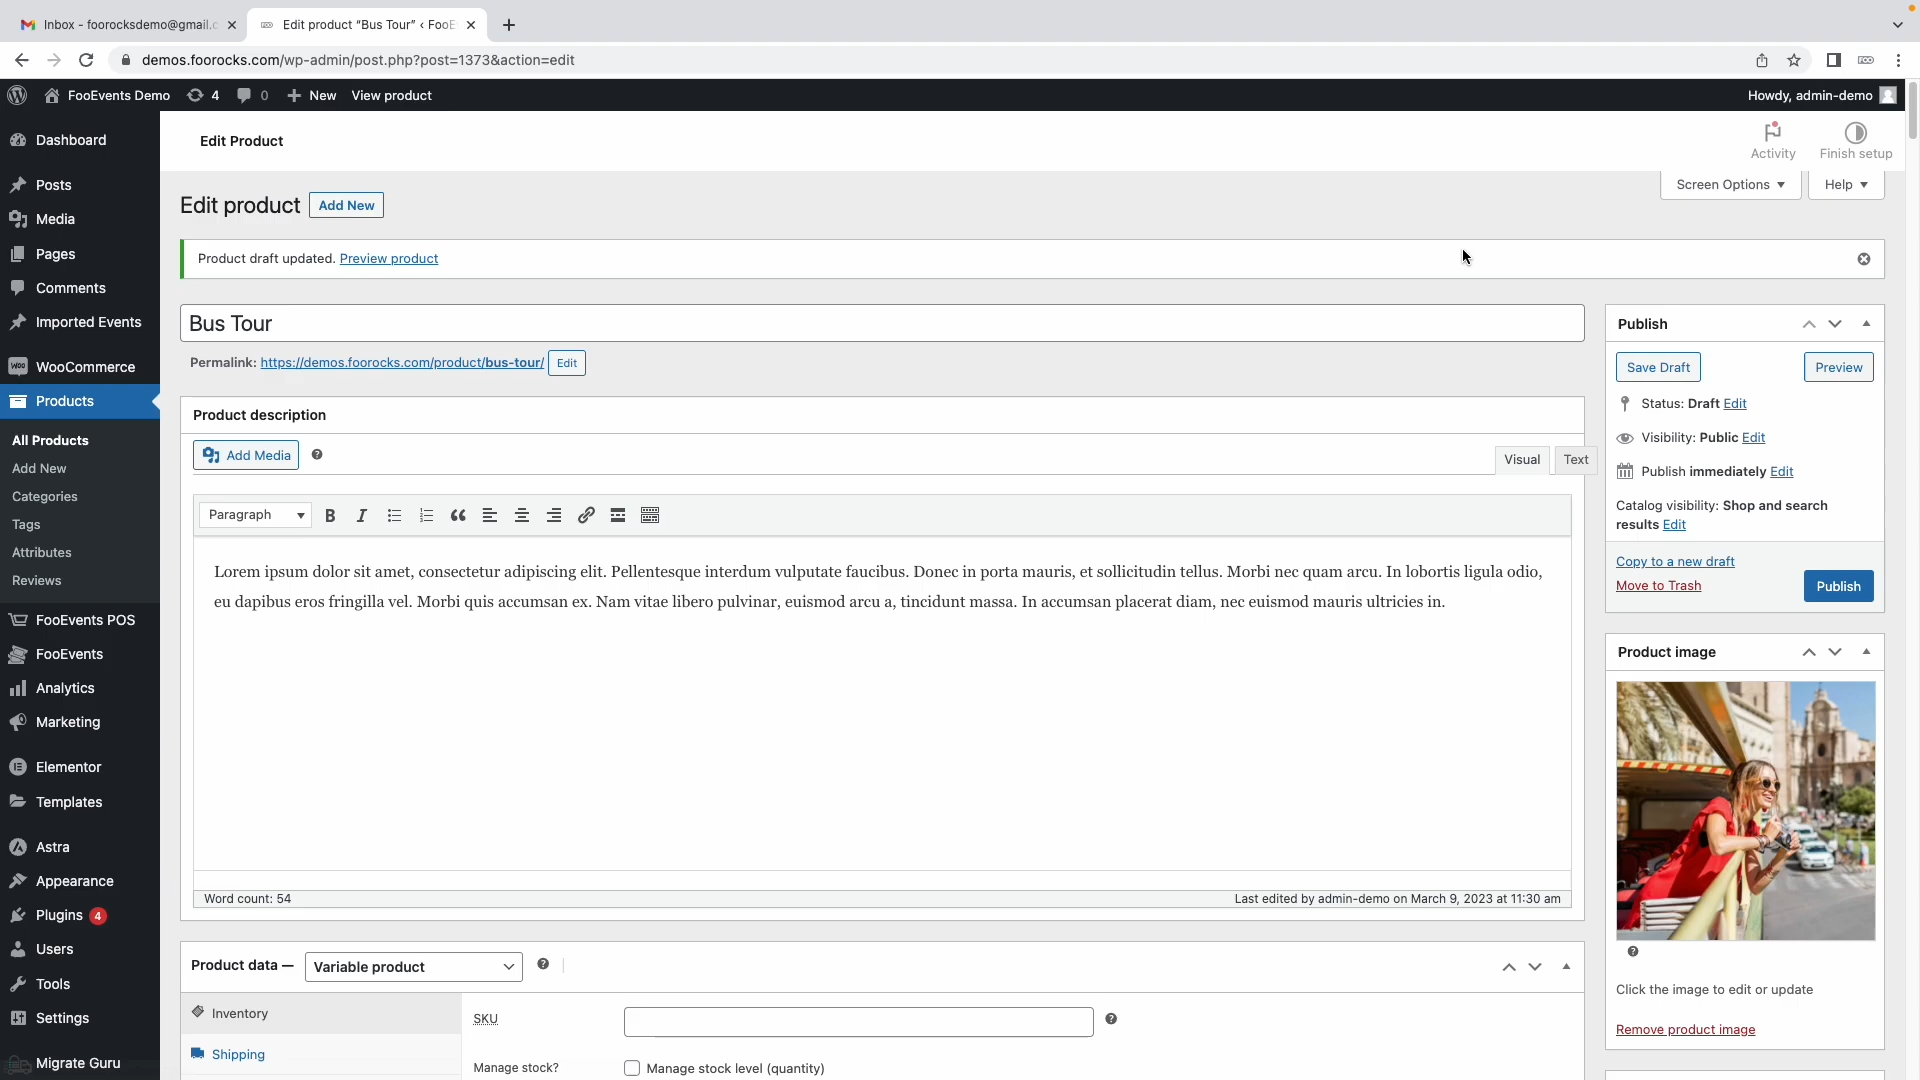 Inbox - foorocksdemo@gmail.c
Edit product “Bus Tour” ‹ FooE
demos.foorocks.com/wp-admin/post.php?post=1373&action=edit
FooEvents Demo
4
0
New
View product
Howdy, admin-demo
Dashboard
Posts
Media
Pages
Comments
Imported Events
WooCommerce
Products
All Products
Add New
Categories
Tags
Attributes
Reviews
FooEvents POS
FooEvents
Analytics
Marketing
Elementor
Templates
Astra
Appearance
Plugins 4
Users
Tools
Settings
Migrate Guru
Edit Product
Activity
Finish setup
Screen Options
Help
Edit product
Add New
Product draft updated. Preview product
Bus Tour
Permalink: https://demos.foorocks.com/product/bus-tour/ Edit
Product description
Add Media
Visual
Text
Paragraph
Lorem ipsum dolor sit amet, consectetur adipiscing elit. Pellentesque interdum vulputate faucibus. Donec in porta mauris, et sollicitudin tellus. Morbi nec quam arcu. In lobortis ligula odio,
eu dapibus eros fringilla vel. Morbi quis accumsan ex. Nam vitae libero pulvinar, euismod arcu a, tincidunt massa. In accumsan placerat diam, nec euismod mauris ultricies in.
Word count: 54
Last edited by admin-demo on March 9, 2023 at 11:30 am
Product data —
Variable product
Inventory
Shipping
SKU
Manage stock?
Manage stock level (quantity)
Publish
Save Draft
Preview
Status: Draft Edit
Visibility: Public Edit
Publish immediately Edit
Catalog visibility: Shop and search
results Edit
Copy to a new draft
Move to Trash
Publish
Product image
Click the image to edit or update
Remove product image